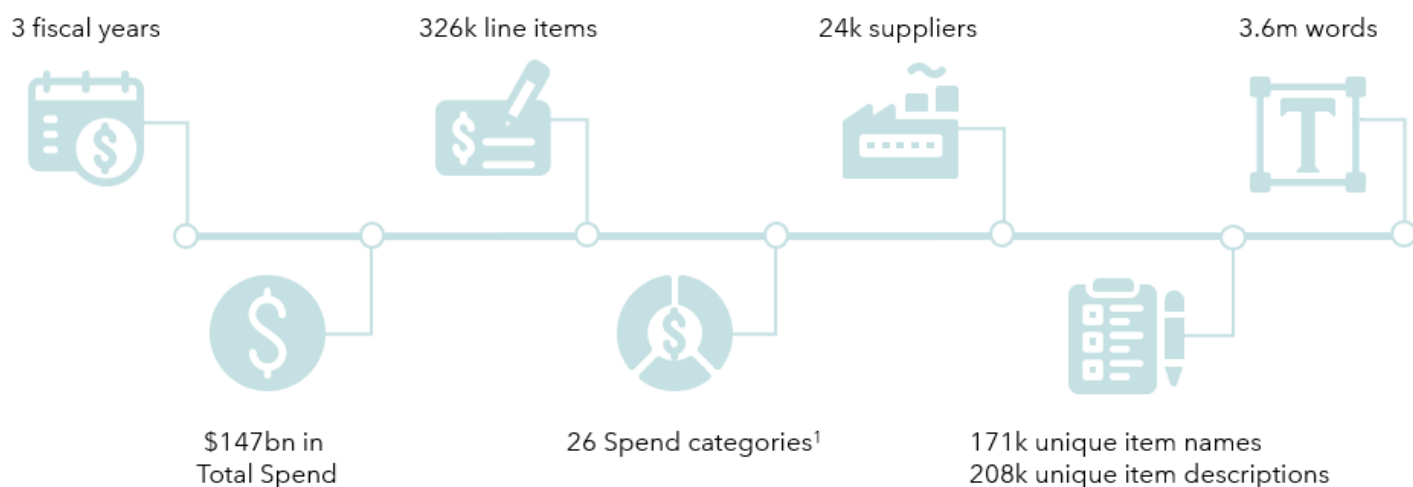 3 fiscal years
326k line items
24k suppliers
3.6m words
$
$
T
$
$
$147bn in
Total Spend
26 Spend categories¹
171k unique item names
208k unique item descriptions